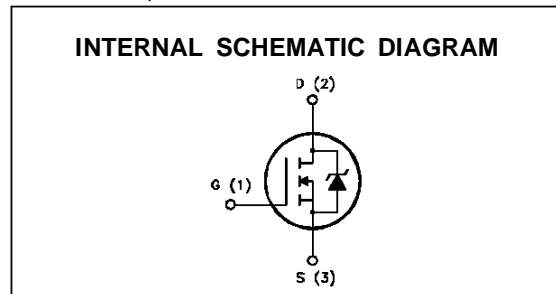 INTERNAL SCHEMATIC DIAGRAM
D (2)
G (1)
S (3)